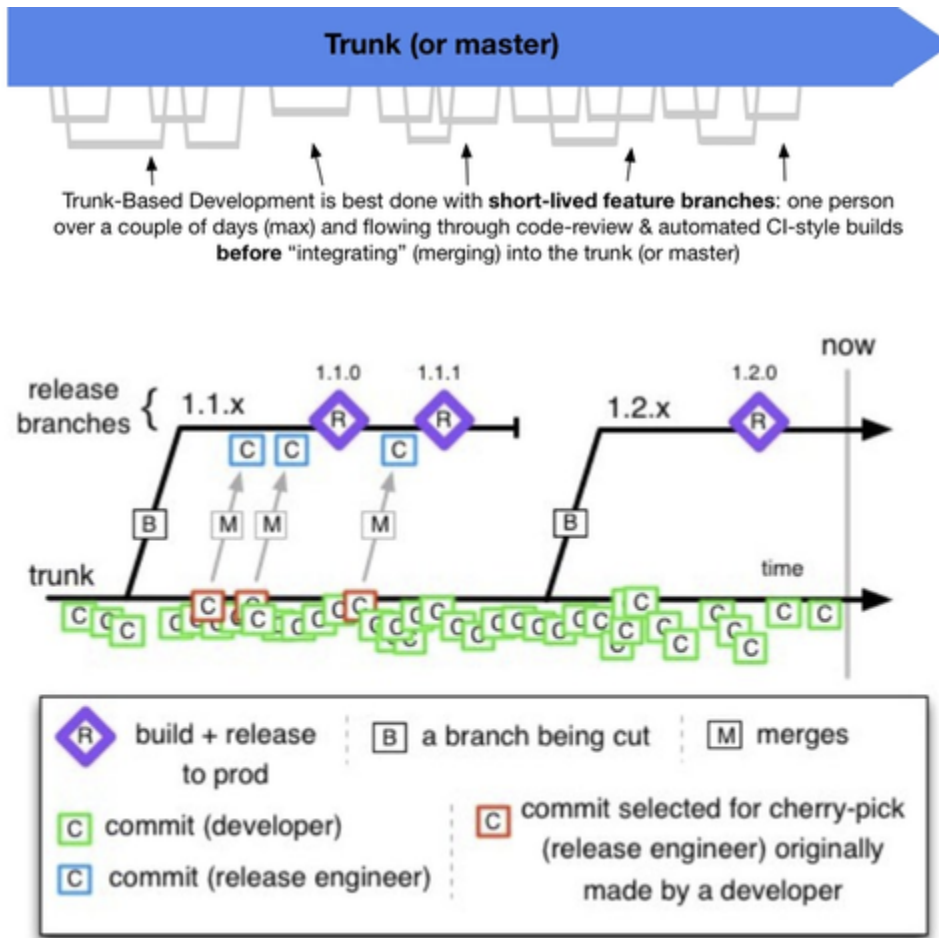 Trunk (or master)
Trunk-Based Development is best done with short-lived feature branches: one person
over a couple of days (max) and flowing through code-review & automated CI-style builds
before “integrating” (merging) into the trunk (or master)
now
1.1.0
1.1.1
1.2.0
release
branches
{
1.1.x
R
R
1.2.x
R
C
C
C
B
M
M
M
B
trunk
time
C C C C C C C C C C C C C C C C C C C C C C C C C C C C C C C C C C C C C C C
R
build + release
to prod
B
a branch being cut
M
merges
C
commit (developer)
C
commit selected for cherry-pick
(release engineer) originally
made by a developer
C
commit (release engineer)